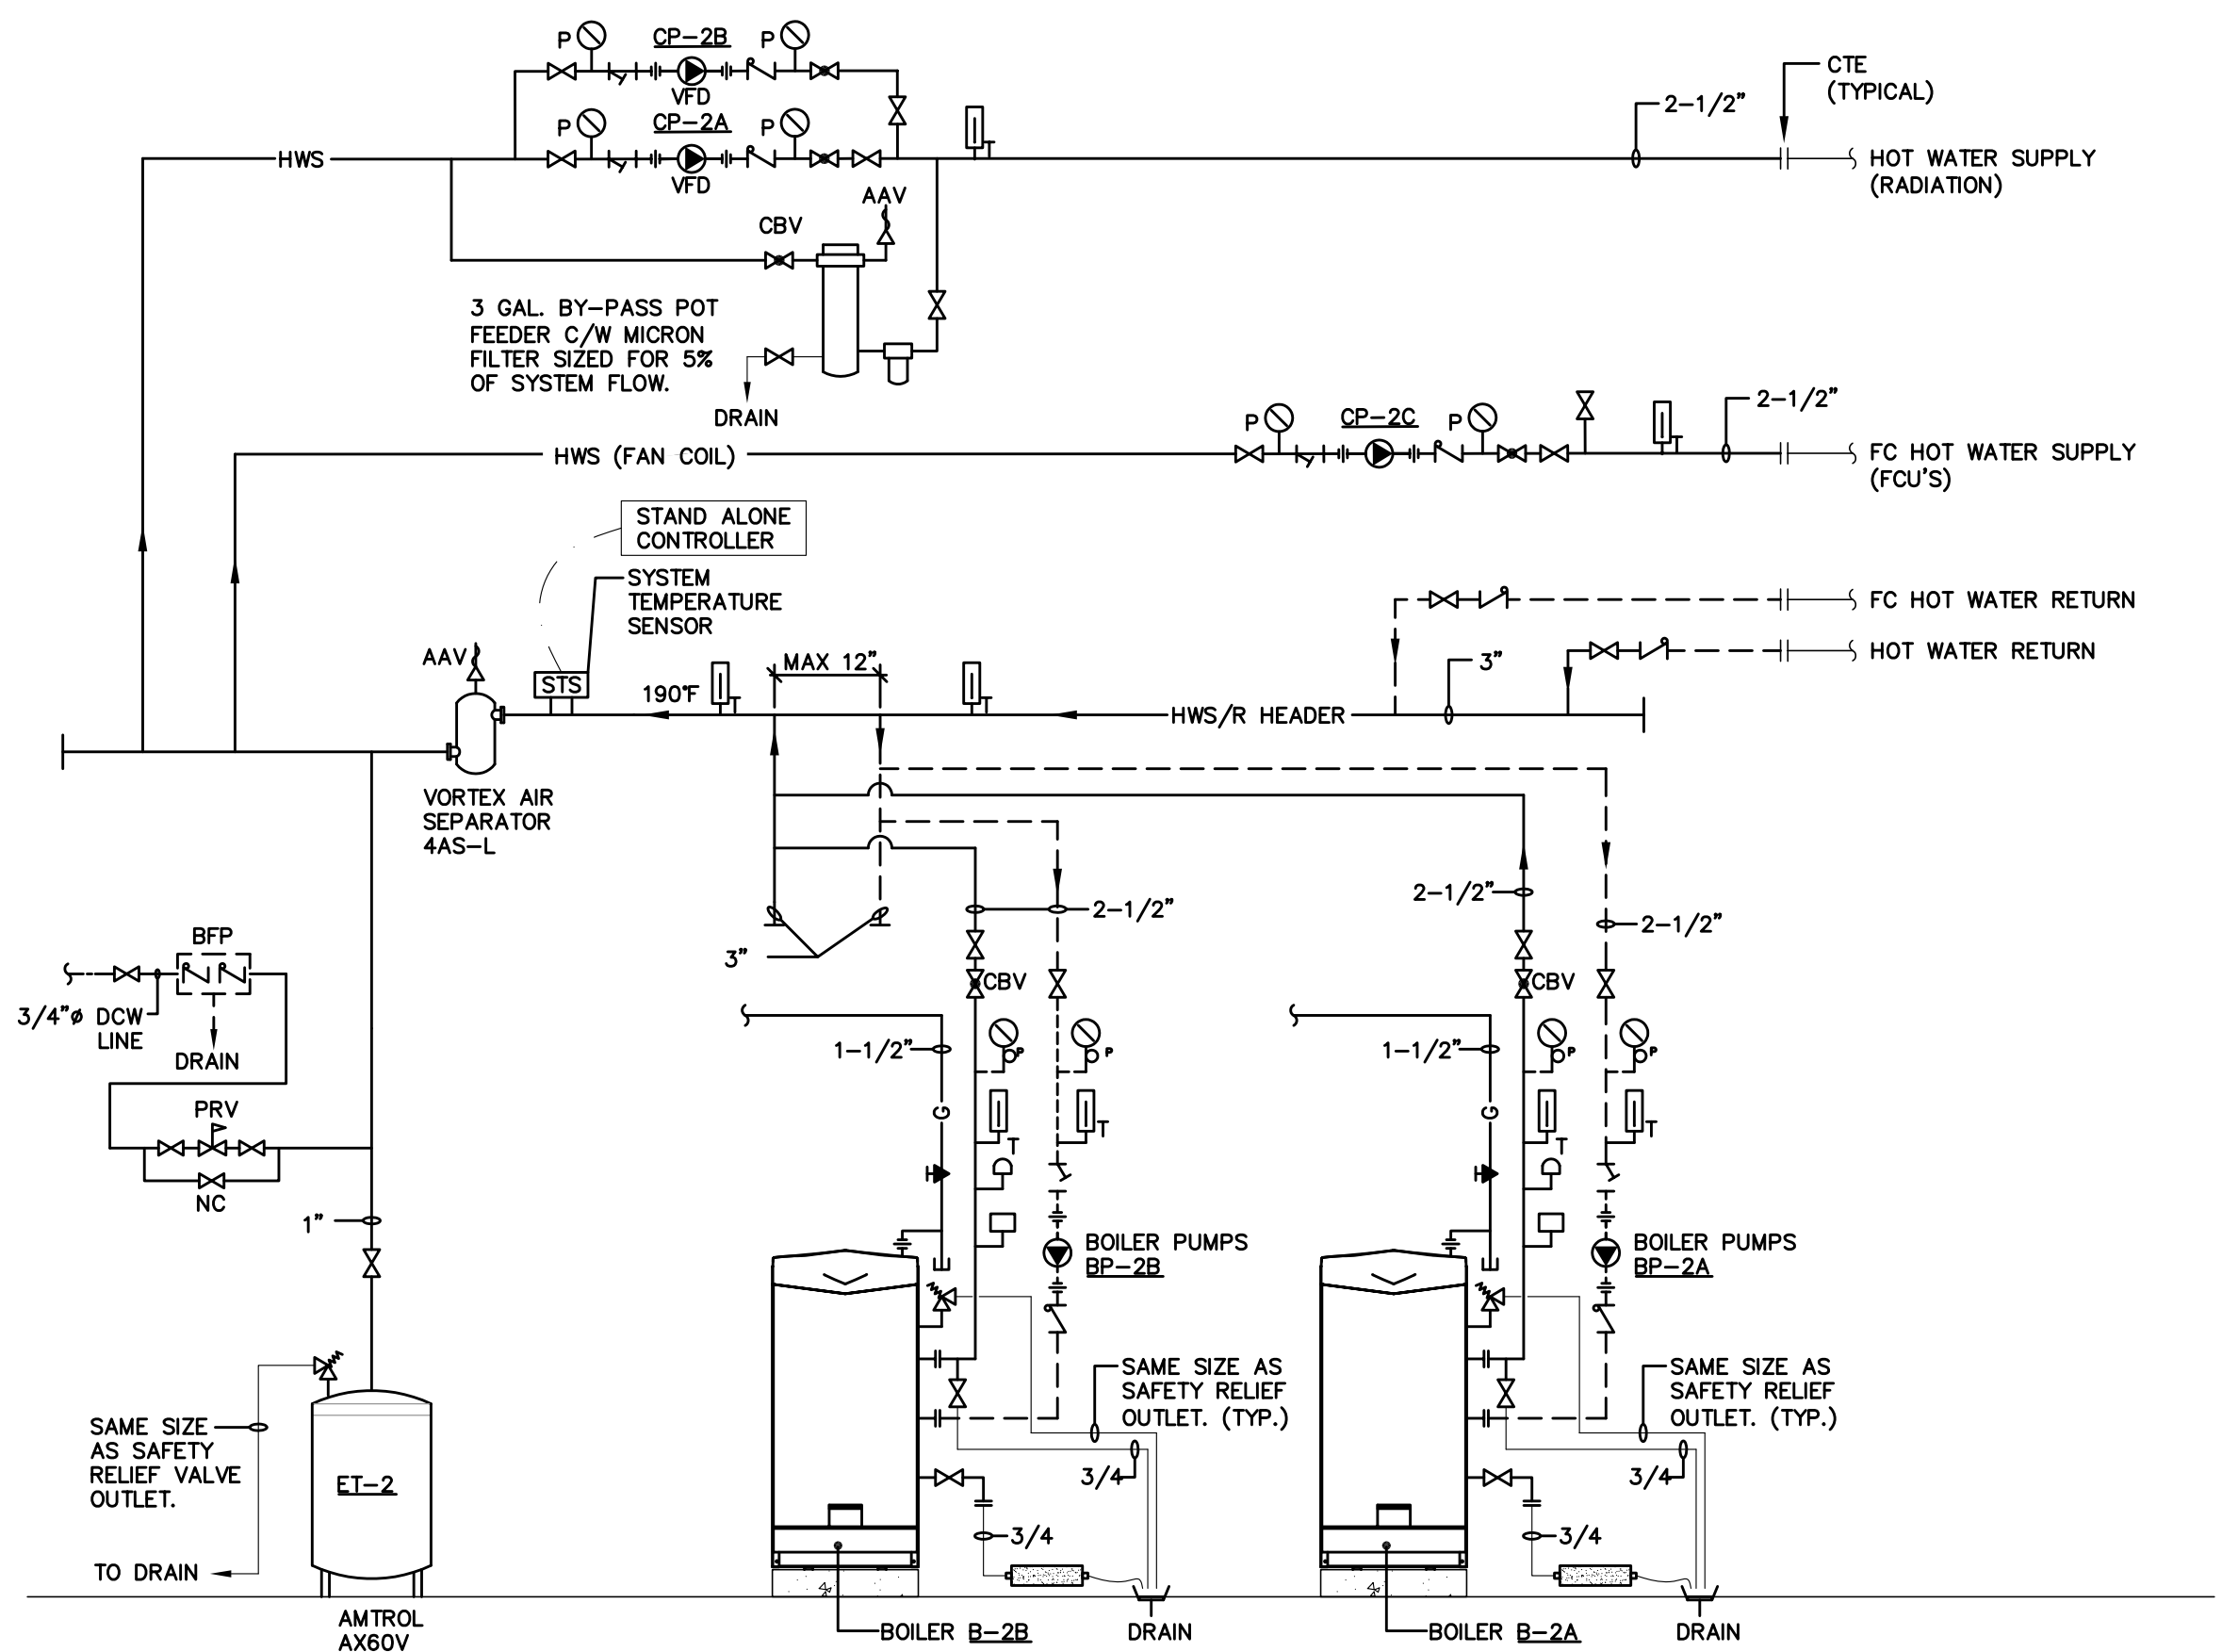 P
CP-2B
P
VFD
CTE
(TYPICAL)
2-1/2"
P
CP-2A
P
VFD
HWS
HOT WATER SUPPLY
(RADIATION)
AAV
CBV
3 GAL. BY-PASS POT
FEEDER C/W MICRON
FILTER SIZED FOR 5%
OF SYSTEM FLOW.
DRAIN
P
CP-2C
P
2-1/2"
HWS (FAN COIL)
FC HOT WATER SUPPLY
(FCU'S)
STAND ALONE
CONTROLLER
SYSTEM
TEMPERATURE
SENSOR
FC HOT WATER RETURN
HOT WATER RETURN
AAV
STS
190°F
MAX 12"
3"
HWS/R HEADER
VORTEX AIR
SEPARATOR
4AS-L
2-1/2"
2-1/2"
2-1/2"
BFP
3"
CBV
CBV
3/4"ø DCW
LINE
DRAIN
1-1/2"
P
P
1-1/2"
P
P
PRV
G
T
T
G
T
T
NC
1"
BOILER PUMPS
BP-2B
BOILER PUMPS
BP-2A
SAME SIZE AS
SAFETY RELIEF
OUTLET. (TYP.)
SAME SIZE AS
SAFETY RELIEF
OUTLET. (TYP.)
SAME SIZE
AS SAFETY
RELIEF VALVE
OUTLET.
ET-2
3/4
3/4
3/4
3/4
TO DRAIN
AMTROL
AX60V
BOILER B-2B
DRAIN
BOILER B-2A
DRAIN